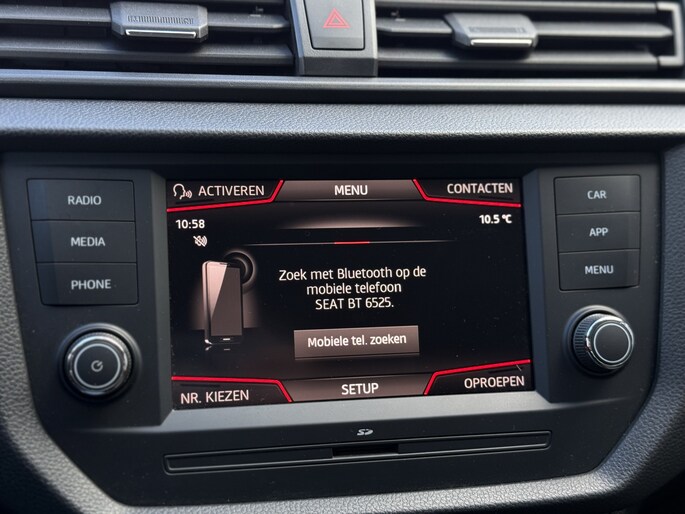 ACTIVEREN
MENU
CONTACTEN
RADIO
MEDIA
PHONE
10:58
10.5 °C
Zoek met Bluetooth op de
mobiele telefoon
SEAT BT 6525.
Mobiele tel. zoeken
NR. KIEZEN
SETUP
OPROEPEN
CAR
APP
MENU
SD